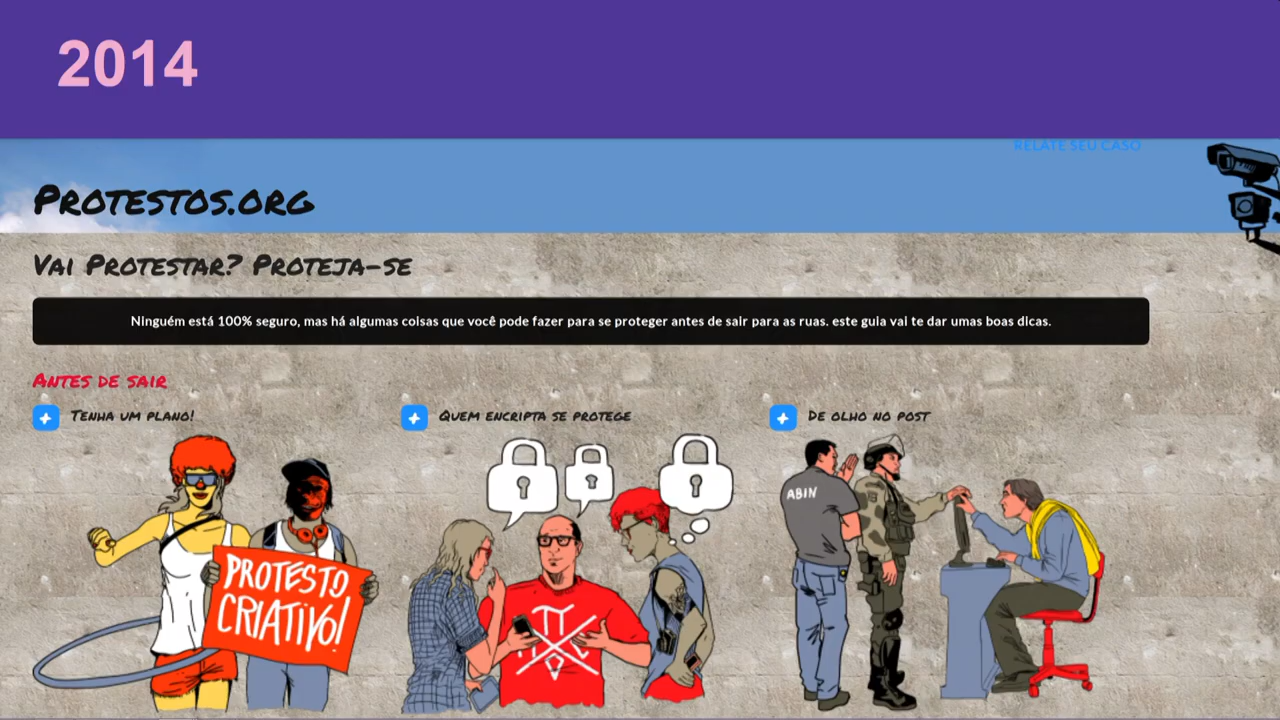 2014
RELATE SEU CASO
Protestos.org
Vai Protestar? Proteja-se
Ninguém está 100% seguro, mas há algumas coisas que você pode fazer para se proteger antes de sair para as ruas. este guia vai te dar umas boas dicas.
Antes de sair
Tenha um plano!
Quem encripta se protege
De olho no post
ABIN
PROTESTO
CRIATIVO!